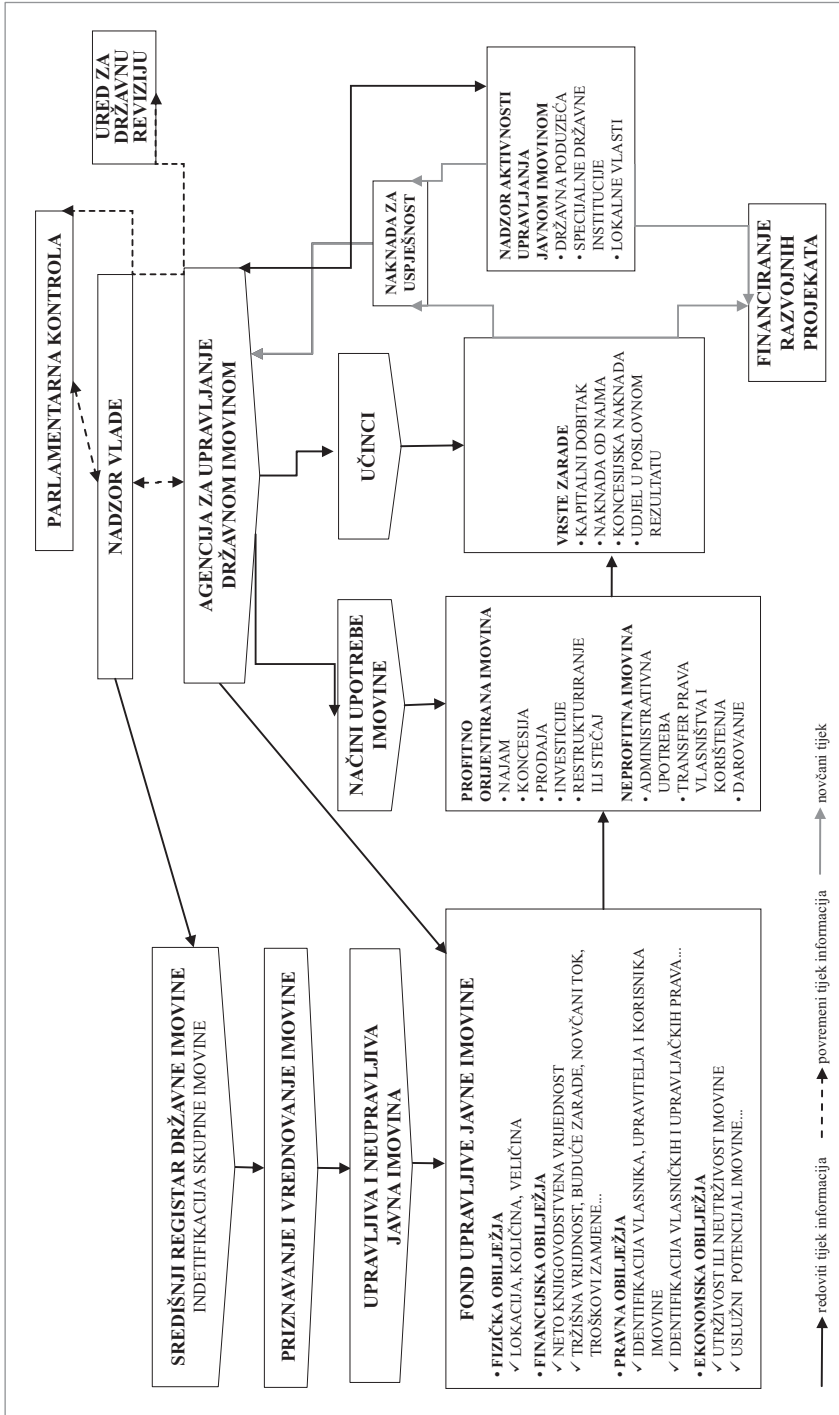 PARLAMENTARNA KONTROLA
URED ZA
DRŽAVNU
REVIZIJU
NADZOR VLADE
AGENCIJA ZA UPRAVLJANJE
DRŽAVNOM IMOVINOM
SREDIŠNJI REGISTAR DRŽAVNE IMOVINE
INDETIFIKACIJA SKUPINE IMOVINE
PRIZNAVANJE I VREDNOVANJE IMOVINE
UPRAVLJIVA I NEUPRAVLJIVA
JAVNA IMOVINA
NAČINI UPOTREBE
IMOVINE
UČINCI
NAKNADA ZA
USPJEŠNOST
NADZOR AKTIVNOSTI
UPRAVLJANJA
JAVNOM IMOVINOM
• DRŽAVNA PODUZEĆA
• SPECIJALNE DRŽAVNE
INSTITUCIJE
• LOKALNE VLASTI
FOND UPRAVLJIVE JAVNE IMOVINE
• FIZIČKA OBILJEŽJA
✓ LOKACIJA, KOLIČINA, VELIČINA
• FINANCIJSKA OBILJEŽJA
✓ NETO KNJIGOVODSTVENA VRIJEDNOST
✓ TRŽIŠNA VRIJDNOST, BUDUĆE ZARADE, NOVČANI TOK,
TROŠKOVI ZAMJENE...
• PRAVNA OBILJEŽJA
✓ IDENTIFIKACIJA VLASNIKA, UPRAVITELJA I KORISNIKA
IMOVINE
✓ IDENTIFIKACIJA VLASNIČKIH I UPRAVLJAČKIH PRAVA...
• EKONOMSKA OBILJEŽJA
✓ UTRŽIVOST ILI NEUTRŽIVOST IMOVINE
✓ USLUŽNI POTENCIJAL IMOVINE...
PROFITNO
ORIJENTIRANA IMOVINA
• NAJAM
• KONCESIJA
• PRODAJA
• INVESTICIJE
• RESTRUKTURIRANJE
ILI STEČAJ
NEPROFITNA IMOVINA
• ADMINISTRATIVNA
UPOTREBA
• TRANSFER PRAVA
VLASNIŠTVA I
KORIŠTENJA
• DAROVANJE
VRSTE ZARADE
• KAPITALNI DOBITAK
• NAKNADA OD NAJMA
• KONCESIJSKA NAKNADA
• UDJEL U POSLOVNOM
REZULTATU
FINANCIRANJE
RAZVOJNIH
PROJEKATA
redoviti tijek informacija
povremeni tijek informacija
novčani tijek